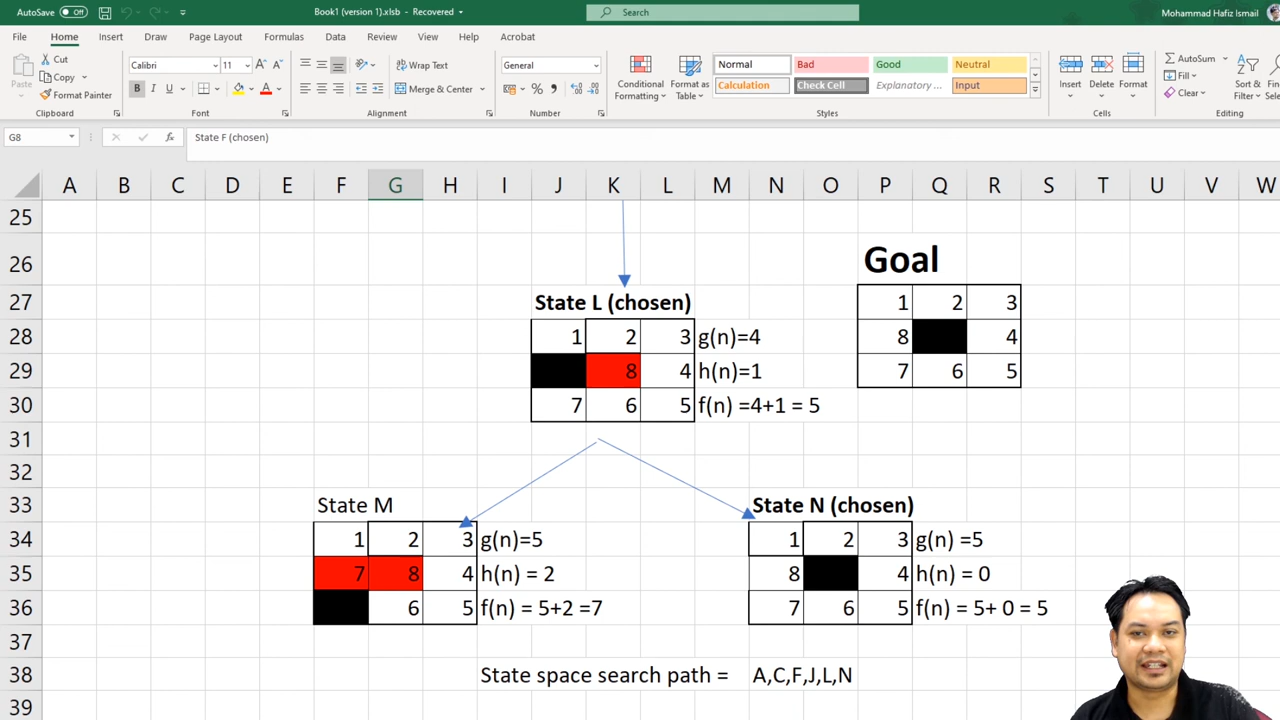 AutoSave Off Book1 (version 1).xlsb - Recovered Search Mohammad Hafiz Ismail
File Home Insert Draw Page Layout Formulas Data Review View Help Acrobat
Paste Cut Calibri 11 Wrap Text General Conditional Formatting Format as Table Normal Bad Good Neutral Insert Delete Format AutoSum Sort & Filter
Copy Fill
Format Painter B I U Merge & Center Calculation Check Cell Explanatory ... Input Clear
Clipboard Font Alignment Number Styles Cells Editing
G8 fx State F (chosen)
A B C D E F G H I J K L M N O P Q R S T U V W
25
26 Goal
27 State L (chosen) 1 2 3
28 1 2 3 g(n)=4 8 4
29 8 4 h(n)=1 7 6 5
30 7 6 5 f(n) =4+1 = 5
31
32
33 State M State N (chosen)
34 1 2 3 g(n)=5 1 2 3 g(n) =5
35 7 8 4 h(n) = 2 8 4 h(n) = 0
36 6 5 f(n) = 5+2 =7 7 6 5 f(n) = 5+ 0 = 5
37
38 State space search path = A,C,F,J,L,N
39